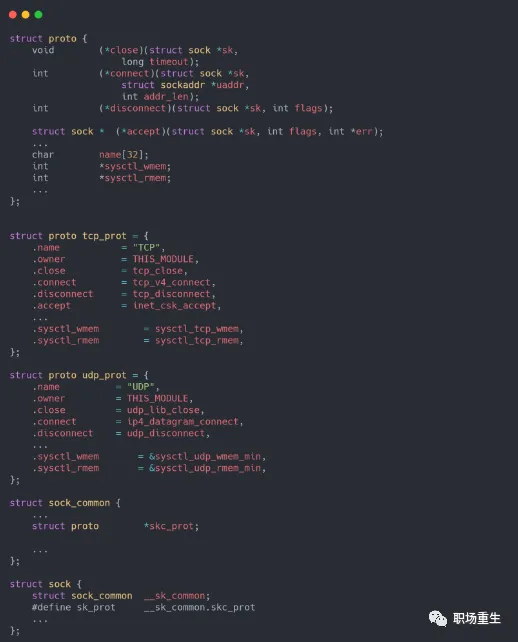 struct proto {
    void        (*close)(struct sock *sk,
                    long timeout);
    int         (*connect)(struct sock *sk,
                    struct sockaddr *uaddr,
                    int addr_len);
    int         (*disconnect)(struct sock *sk, int flags);

    struct sock *  (*accept)(struct sock *sk, int flags, int *err);
    ...
    char        name[32];
    int         *sysctl_wmem;
    int         *sysctl_rmem;
    ...
};

struct proto tcp_prot = {
    .name           = "TCP",
    .owner          = THIS_MODULE,
    .close          = tcp_close,
    .connect        = tcp_v4_connect,
    .disconnect     = tcp_disconnect,
    .accept         = inet_csk_accept,
    ...
    .sysctl_wmem        = sysctl_tcp_wmem,
    .sysctl_rmem        = sysctl_tcp_rmem,
};

struct proto udp_prot = {
    .name          = "UDP",
    .owner         = THIS_MODULE,
    .close         = udp_lib_close,
    .connect       = ip4_datagram_connect,
    .disconnect    = udp_disconnect,
    ...
    .sysctl_wmem       = &sysctl_udp_wmem_min,
    .sysctl_rmem       = &sysctl_udp_rmem_min,
};

struct sock_common {
    ...
    struct proto        *skc_prot;

    ...
};

struct sock {
    struct sock_common  __sk_common;
    #define sk_prot     __sk_common.skc_prot
    ...
};
职场重生